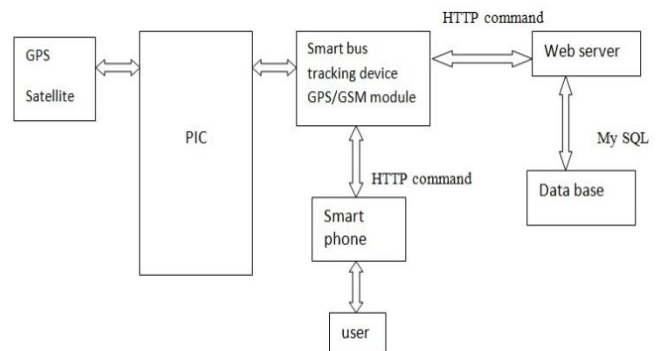 HTTP command
GPS
Satellite
PIC
Smart bus
tracking device
GPS/GSM module
Web server
My SQL
HTTP command
Data base
Smart
phone
user